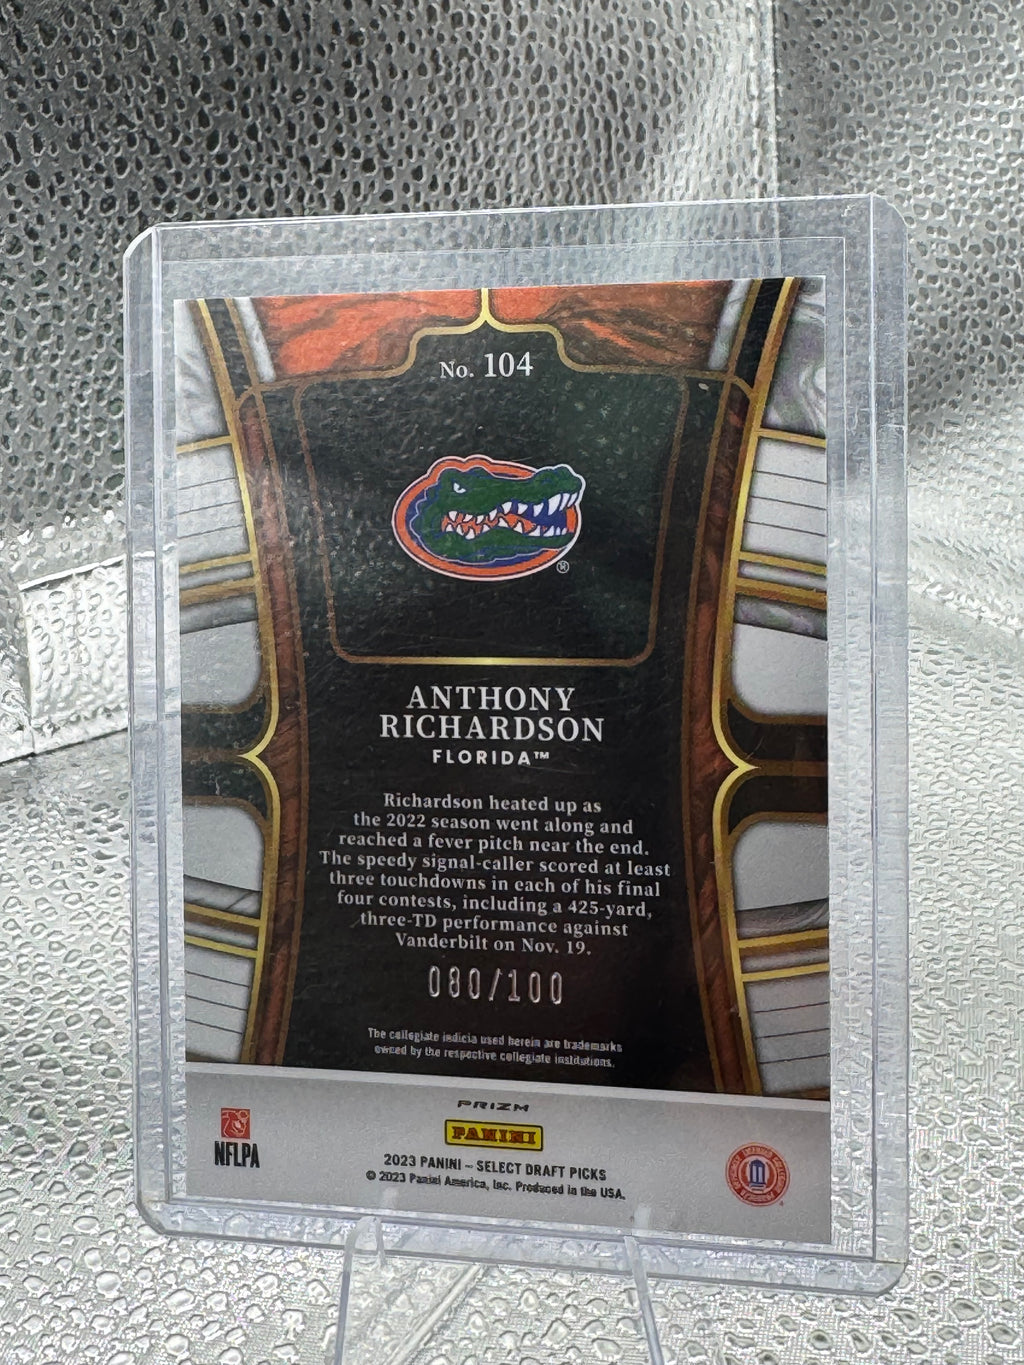 No. 104
®
ANTHONY
RICHARDSON
FLORIDA™
Richardson heated up as
the 2022 season went along and
reached a fever pitch near the end.
The speedy signal-caller scored at least
three touchdowns in each of his final
four contests, including a 425-yard,
three-TD performance against
Vanderbilt on Nov. 19.
080/100
The collegiate indicia used herein are trademarks
owned by the respective collegiate institutions.
PRIZM
PANINI
NFLPA
2023 PANINI – SELECT DRAFT PICKS
© 2023 Panini America, Inc. Produced in the USA.